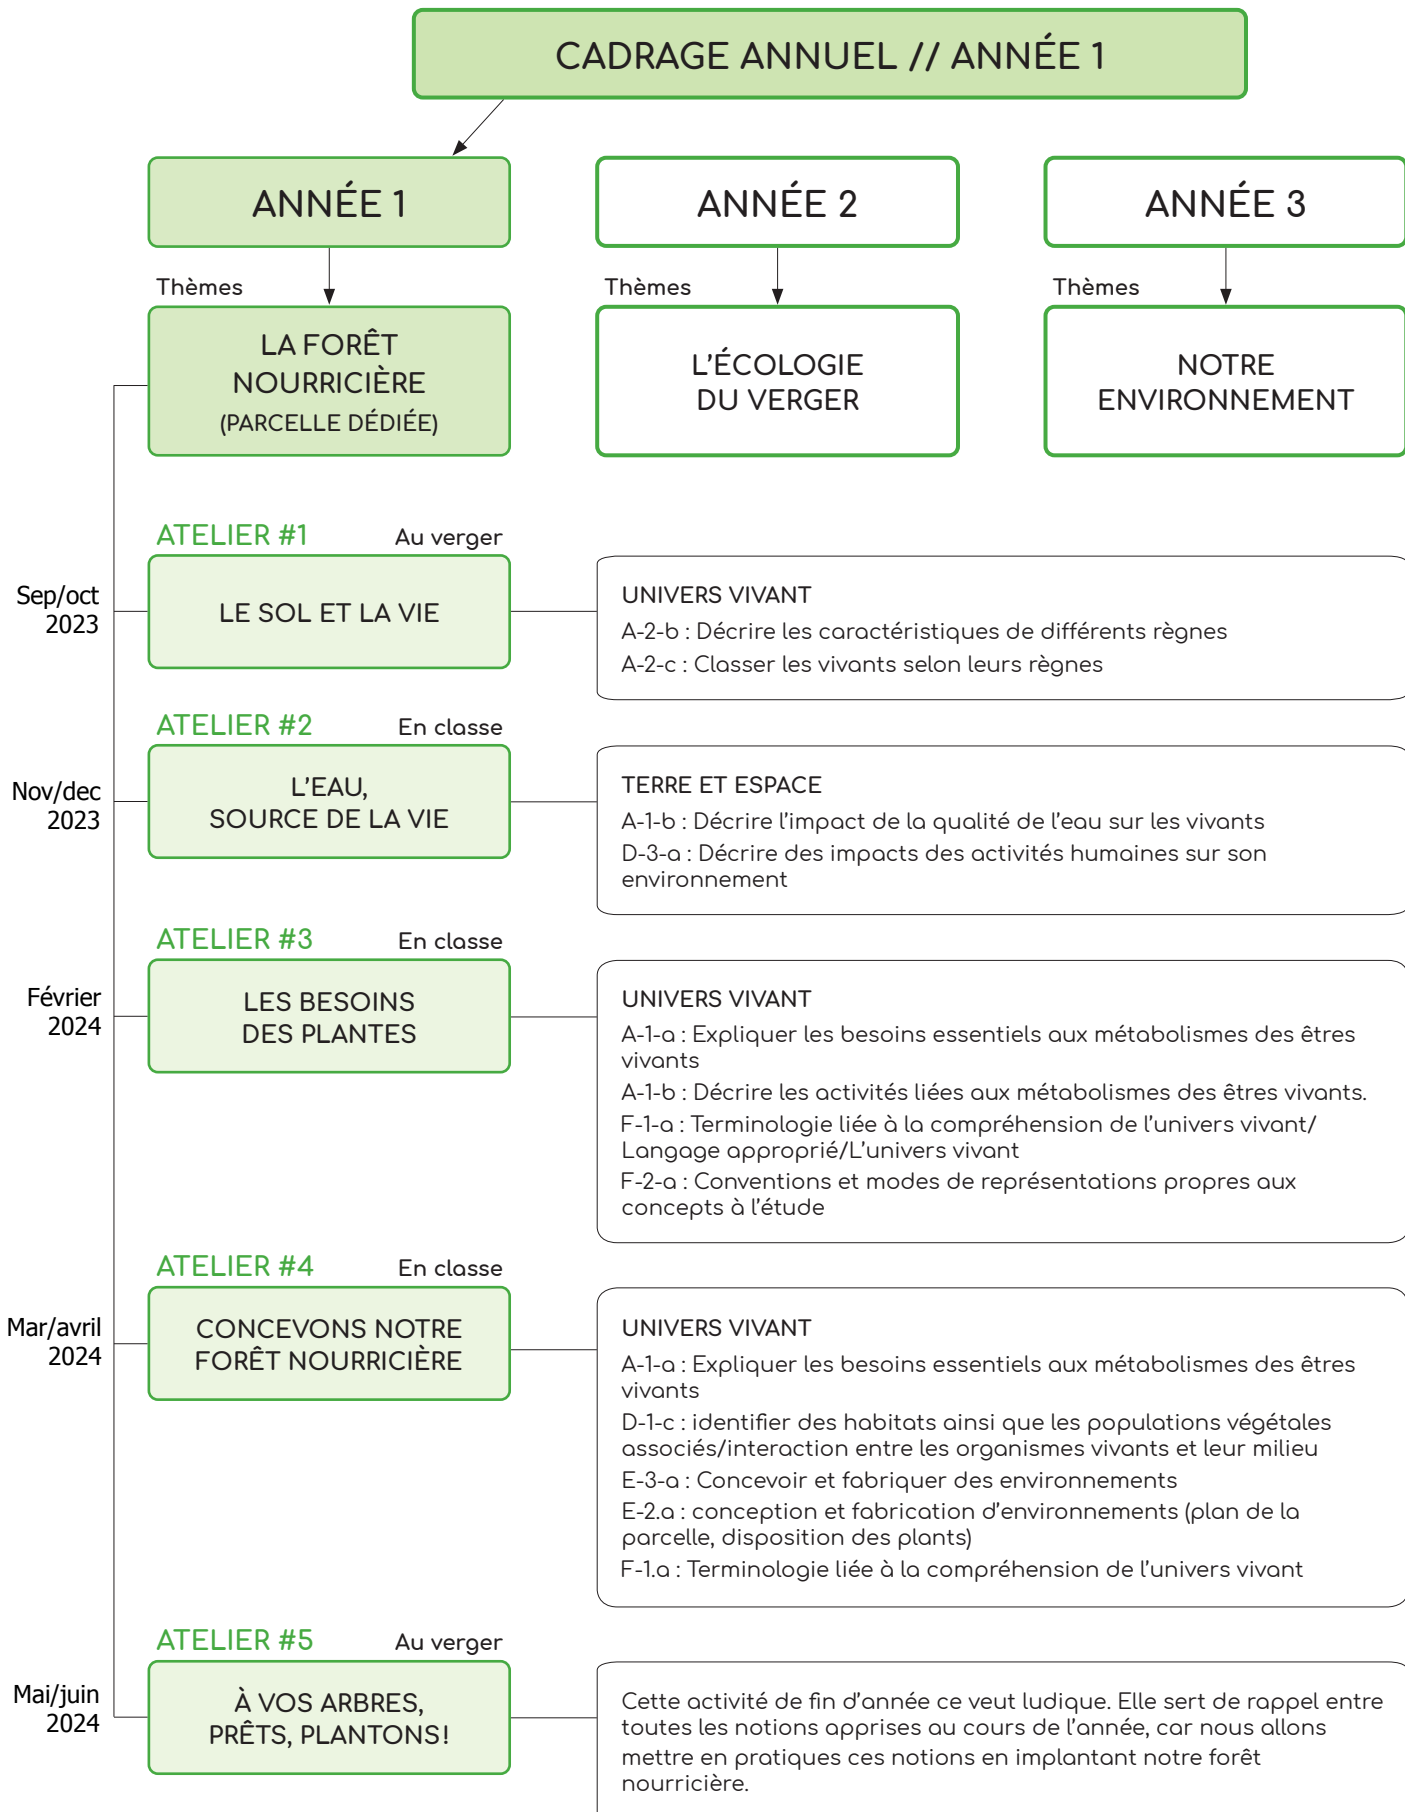 CADRAGE ANNUEL // ANNÉE 1
ANNÉE 1
ANNÉE 2
ANNÉE 3
Thèmes
Thèmes
Thèmes
LA FORÊT
NOURRICIÈRE
(PARCELLE DÉDIÉE)
L'ÉCOLOGIE
DU VERGER
NOTRE
ENVIRONNEMENT
ATELIER #1
Au verger
Sep/oct
2023
LE SOL ET LA VIE
UNIVERS VIVANT
A-2-b : Décrire les caractéristiques de différents règnes
A-2-c : Classer les vivants selon leurs règnes
ATELIER #2
En classe
Nov/dec
2023
L'EAU,
SOURCE DE LA VIE
TERRE ET ESPACE
A-1-b : Décrire l'impact de la qualité de l'eau sur les vivants
D-3-a : Décrire des impacts des activités humaines sur son
environnement
ATELIER #3
En classe
Février
2024
LES BESOINS
DES PLANTES
UNIVERS VIVANT
A-1-a : Expliquer les besoins essentiels aux métabolismes des êtres
vivants
A-1-b : Décrire les activités liées aux métabolismes des êtres vivants.
F-1-a : Terminologie liée à la compréhension de l'univers vivant/
Langage approprié/L'univers vivant
F-2-a : Conventions et modes de représentations propres aux
concepts à l'étude
ATELIER #4
En classe
Mar/avril
2024
CONCEVONS NOTRE
FORÊT NOURRICIÈRE
UNIVERS VIVANT
A-1-a : Expliquer les besoins essentiels aux métabolismes des êtres
vivants
D-1-c : identifier des habitats ainsi que les populations végétales
associés/interaction entre les organismes vivants et leur milieu
E-3-a : Concevoir et fabriquer des environnements
E-2.a : conception et fabrication d'environnements (plan de la
parcelle, disposition des plants)
F-1.a : Terminologie liée à la compréhension de l'univers vivant
ATELIER #5
Au verger
Mai/juin
2024
À VOS ARBRES,
PRÊTS, PLANTONS!
Cette activité de fin d'année ce veut ludique. Elle sert de rappel entre
toutes les notions apprises au cours de l'année, car nous allons
mettre en pratiques ces notions en implantant notre forêt
nourricière.